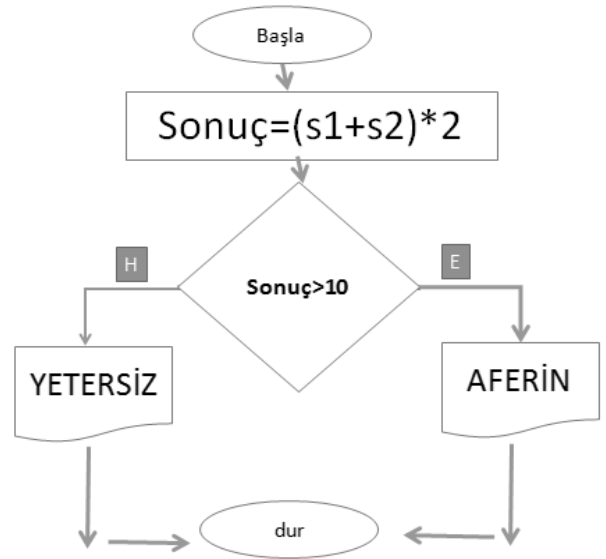 Başla
Sonuç=(s1+s2)*2
H
E
Sonuç>10
YETERSİZ
AFERİN
dur